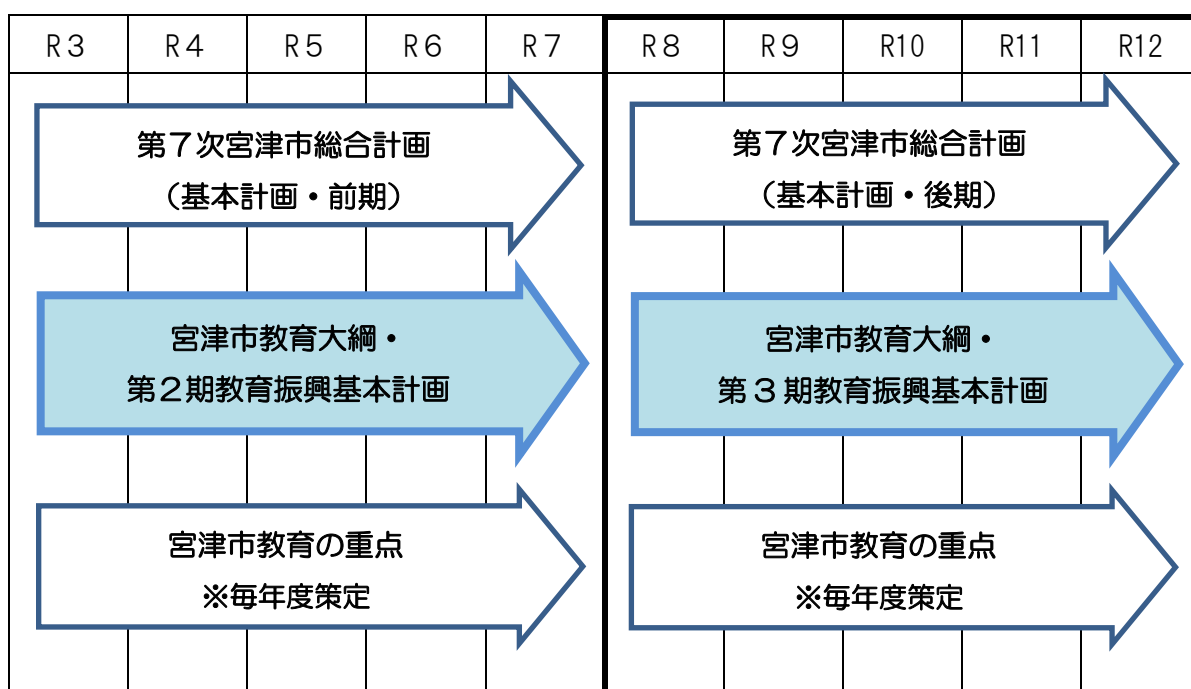 R3 R4 R5 R6 R7 R8 R9 R10 R11 R12
第7次宮津市総合計画
（基本計画・前期）
第7次宮津市総合計画
（基本計画・後期）
宮津市教育大綱・
第2期教育振興基本計画
宮津市教育大綱・
第3期教育振興基本計画
宮津市教育の重点
※毎年度策定
宮津市教育の重点
※毎年度策定